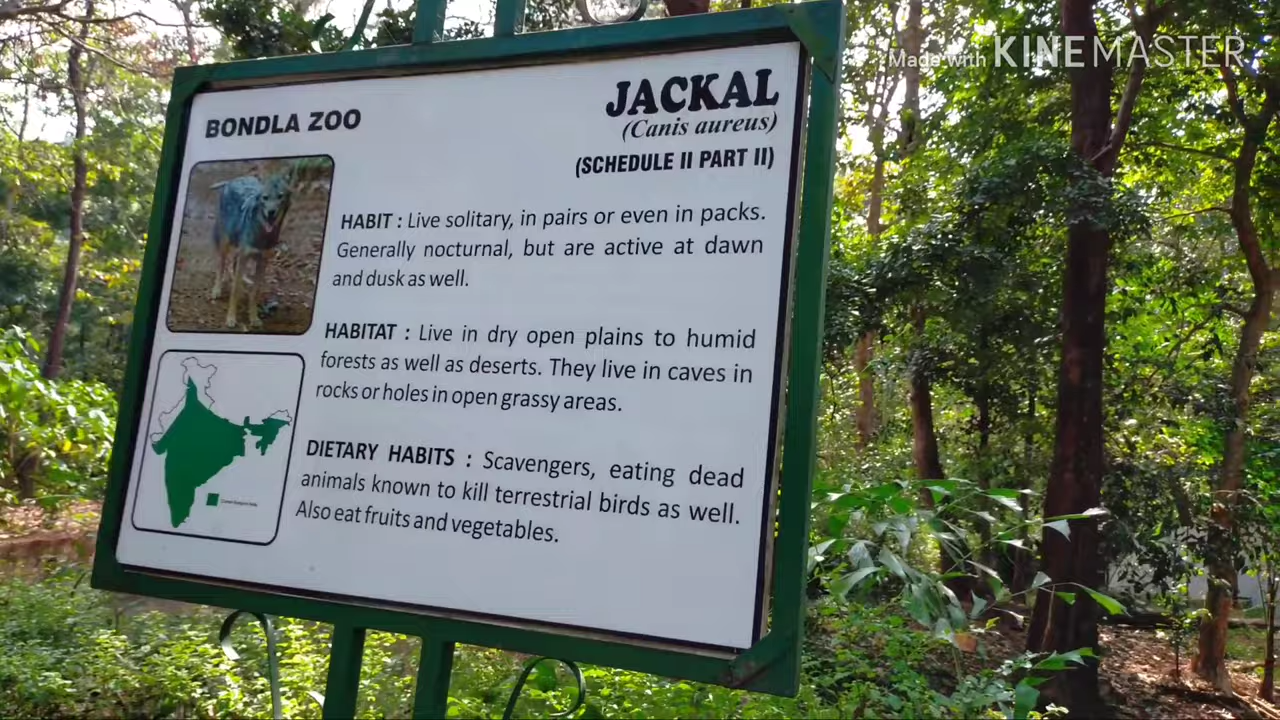 Made with KINEMASTER
BONDLA ZOO
JACKAL
(Canis aureus)
(SCHEDULE II PART II)
HABIT : Live solitary, in pairs or even in packs.
Generally nocturnal, but are active at dawn
and dusk as well.
HABITAT : Live in dry open plains to humid
forests as well as deserts. They live in caves in
rocks or holes in open grassy areas.
DIETARY HABITS : Scavengers, eating dead
animals known to kill terrestrial birds as well.
Also eat fruits and vegetables.